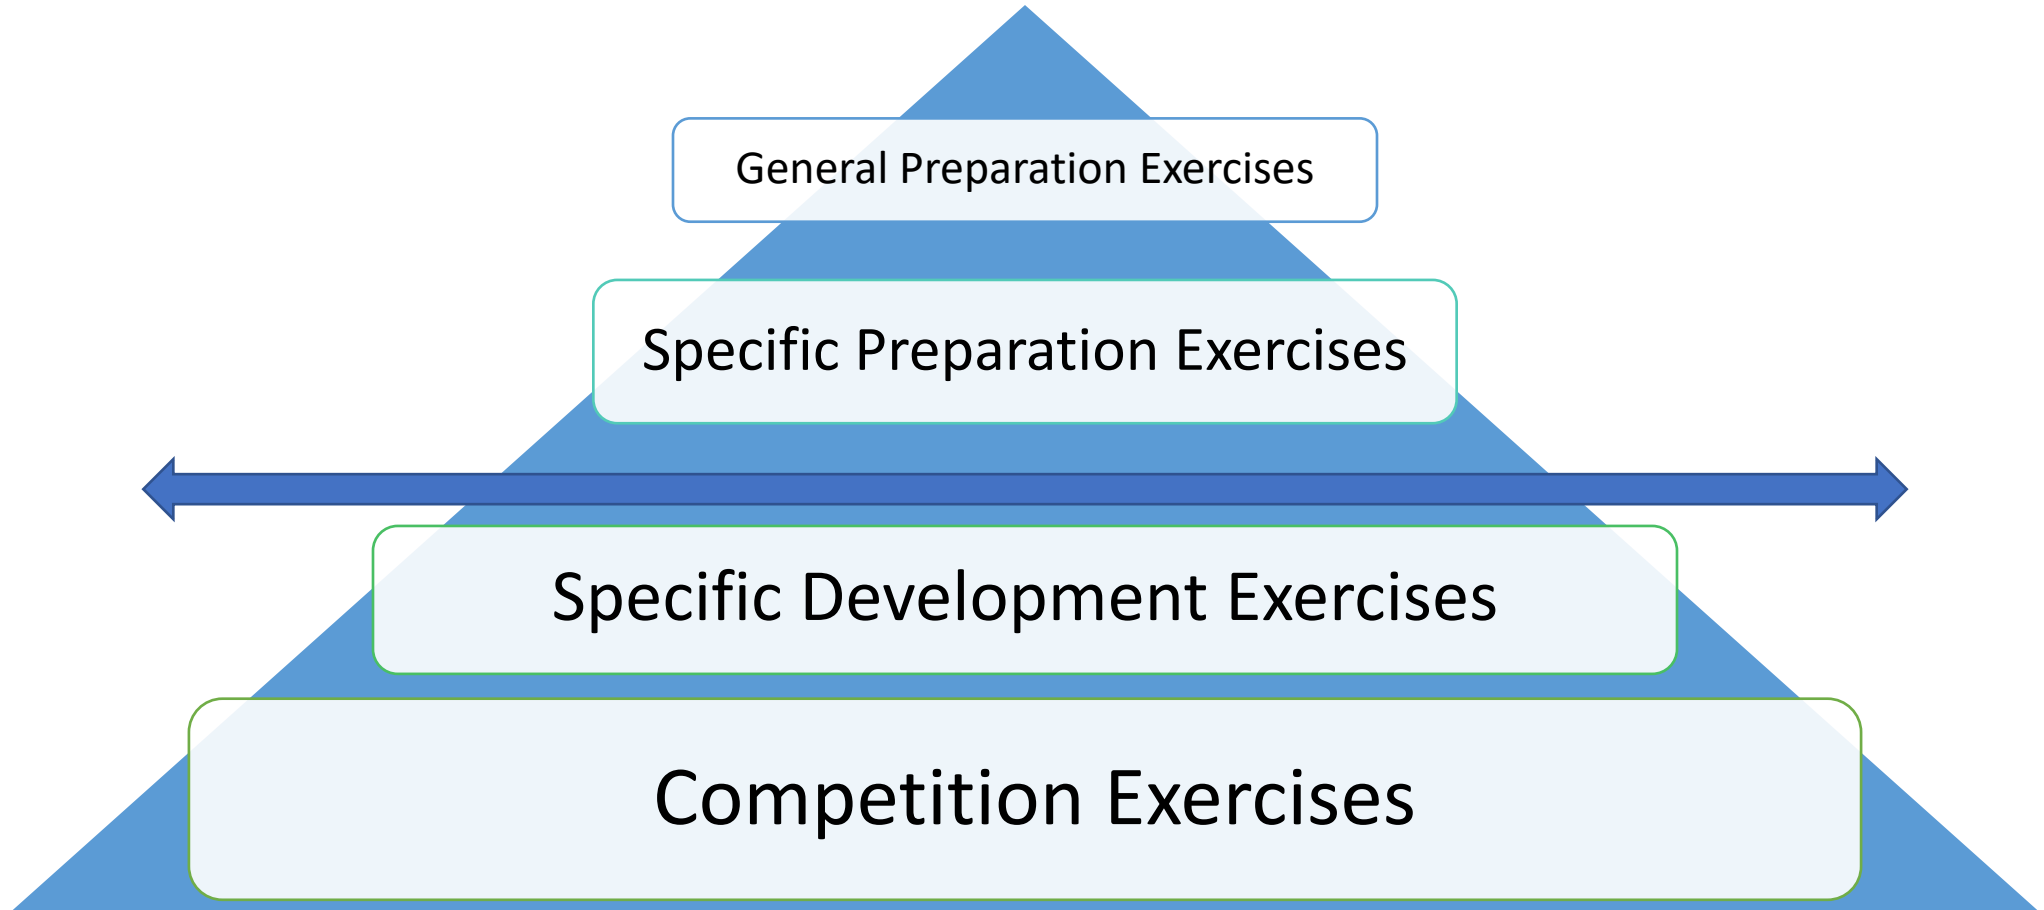 General Preparation Exercises
Specific Preparation Exercises
Specific Development Exercises
Competition Exercises